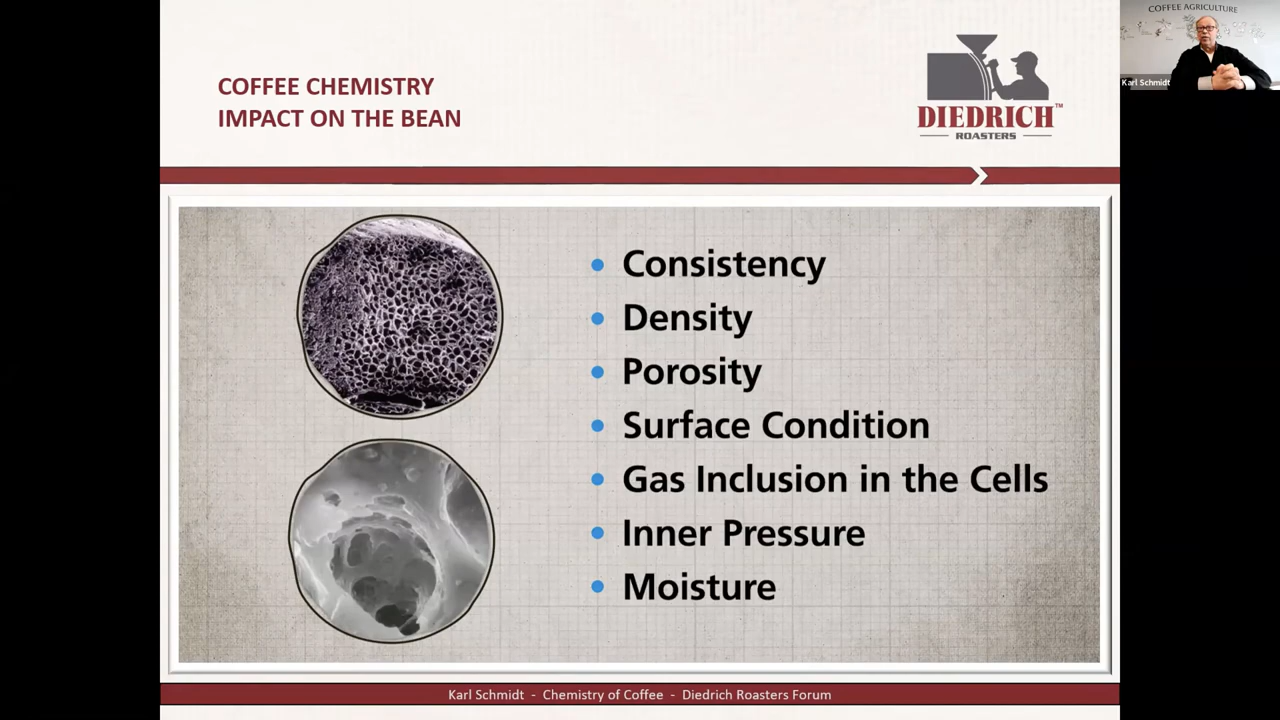 COFFEE CHEMISTRY
IMPACT ON THE BEAN
DIEDRICH™
ROASTERS
COFFEE AGRICULTURE
Karl Schmidt
• Consistency
• Density
• Porosity
• Surface Condition
• Gas Inclusion in the Cells
• Inner Pressure
• Moisture
Karl Schmidt - Chemistry of Coffee - Diedrich Roasters Forum